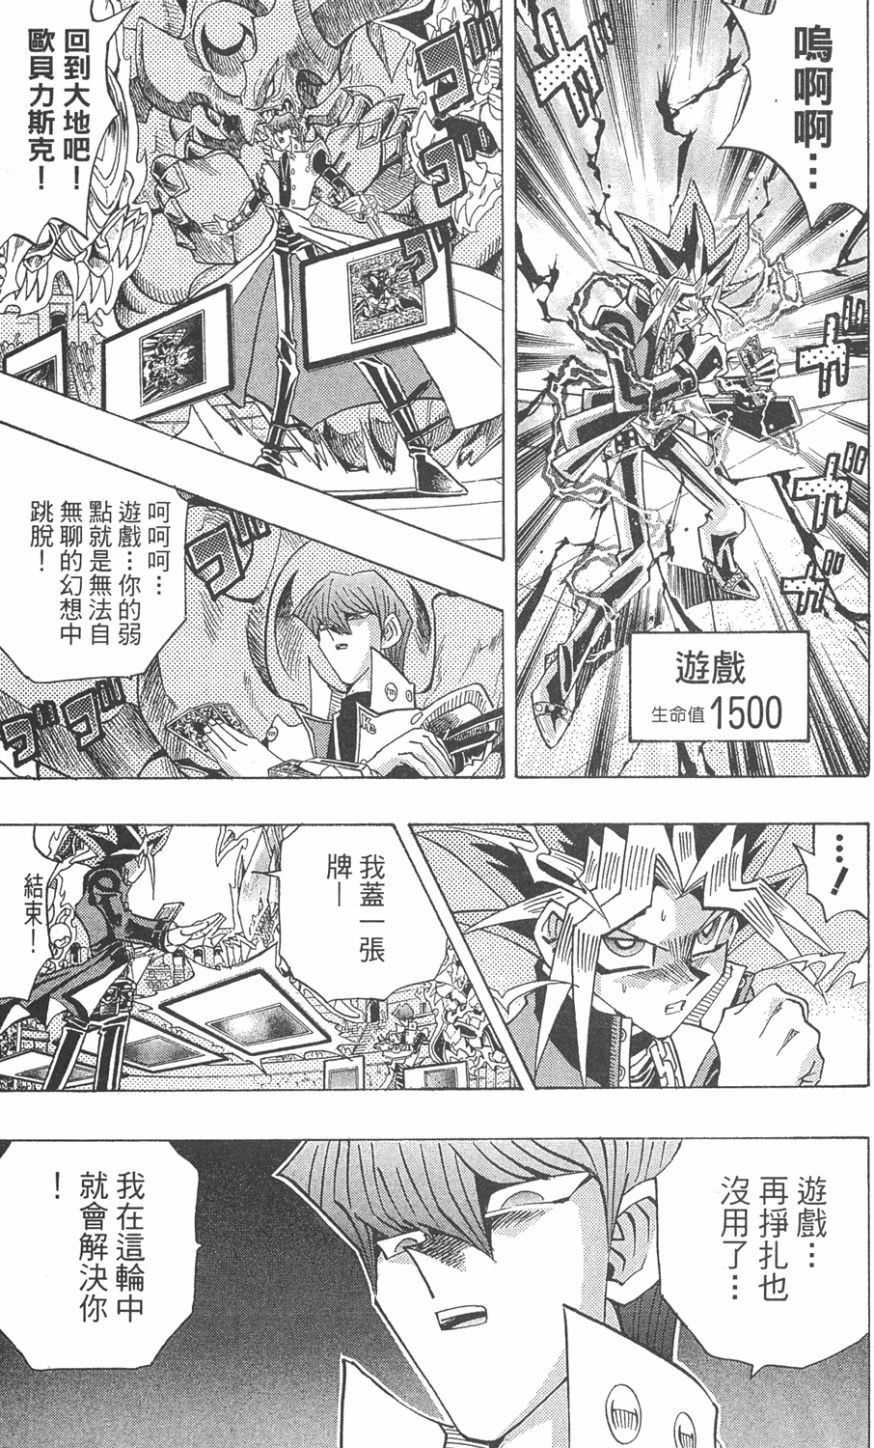 嗚啊啊…
遊戲
生命值1500
回到大地吧！
歐貝力斯克！
呵呵呵…
遊戲…你的弱
點就是無法自
無聊的幻想中
跳脫！
…！
我蓋一張
牌—
結束！
遊戲…
再掙扎也
沒用了…
我在這輪中
就會解決你
！